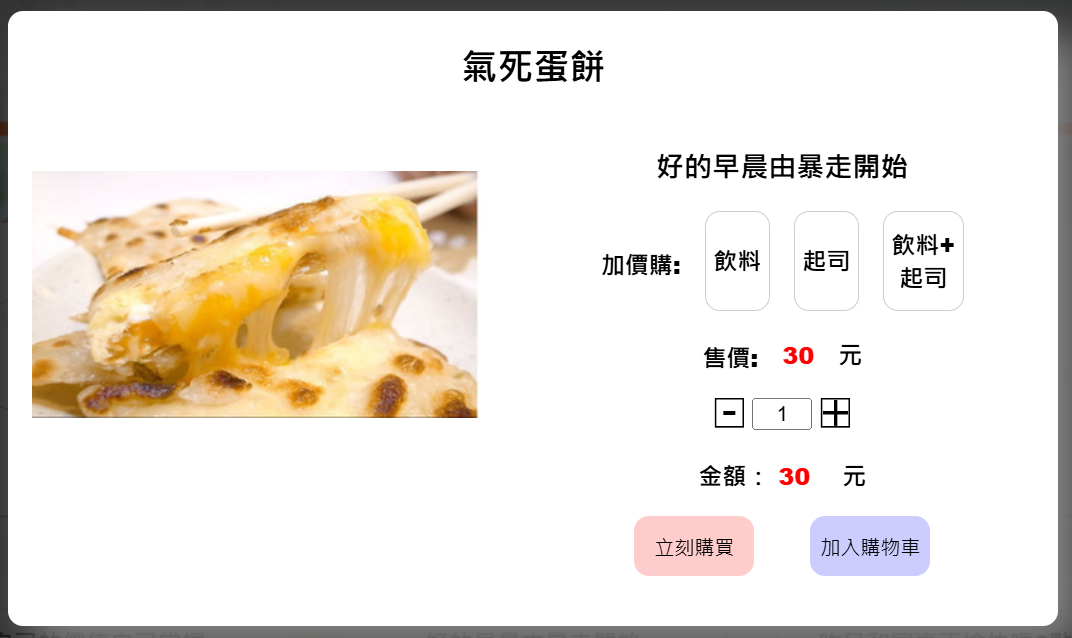 氣死蛋餅
好的早晨由暴走開始
加價購:
飲料
起司
飲料+
起司
售價: 30 元
- 1 +
金額： 30 元
立刻購買
加入購物車